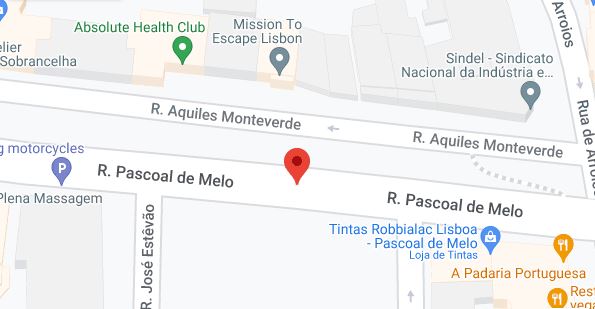 Absolute Health Club
Mission To
Escape Lisbon
Arroios
elier
Sobrancelha
Sindel - Sindicato
Nacional da Indústria e...
R. Aquiles Monteverde
R. Aquiles Monteverde
Rua de Arroios
g motorcycles
P
R. Pascoal de Melo
R. Pascoal de Melo
Plena Massagem
R. José Estêvão
Tintas Robbialac Lisboa
- Pascoal de Melo
Loja de Tintas
A Padaria Portuguesa
Rest
vega